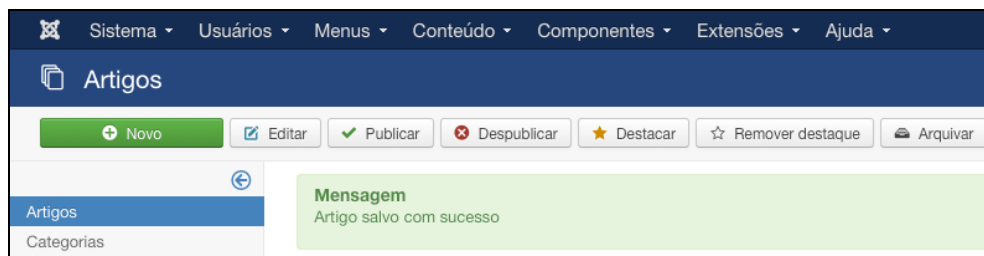 Sistema Usuários Menus Conteúdo Componentes Extensões Ajuda
Artigos
Novo Editar Publicar Despublicar Destacar Remover destaque Arquivar
Mensagem
Artigo salvo com sucesso
Artigos
Categorias